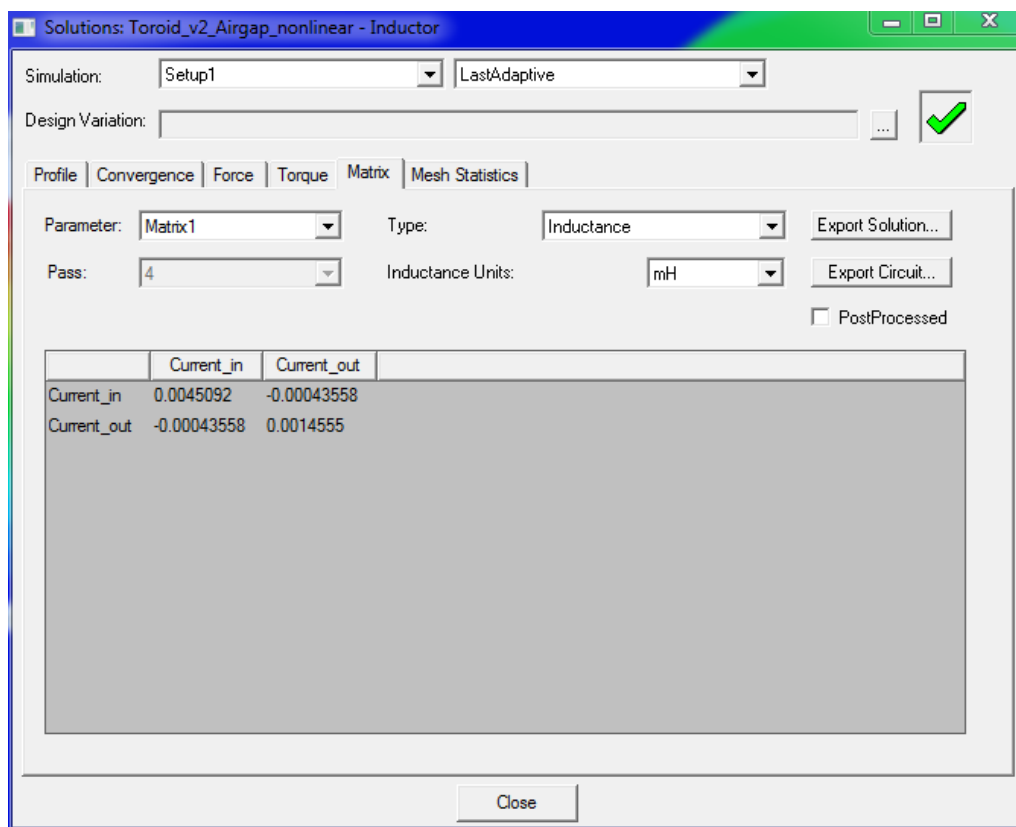 Solutions: Toroid_v2_Airgap_nonlinear - Inductor
Simulation: Setup1 LastAdaptive
Design Variation: ...
Profile Convergence Force Torque Matrix Mesh Statistics
Parameter: Matrix1 Type: Inductance Export Solution...
Pass: 4 Inductance Units: mH Export Circuit...
PostProcessed
Current_in Current_out
Current_in 0.0045092 -0.00043558
Current_out -0.00043558 0.0014555
Close